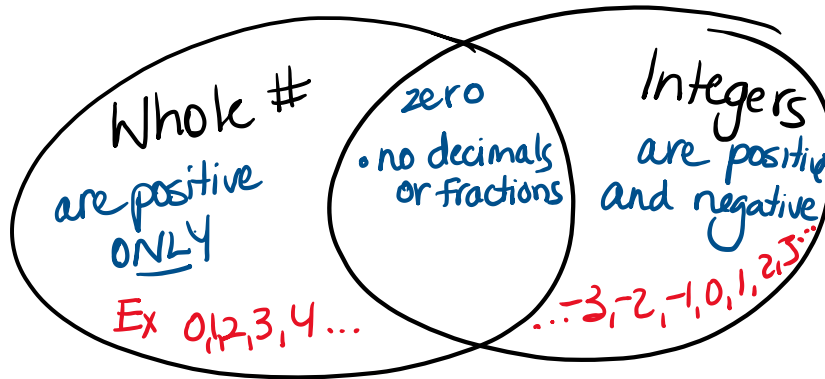 Whole #
are positive
ONLY
Ex 0,1,2,3,4...
zero
• no decimals
or fractions
Integers
are positive
and negative
...-3,-2,-1,0,1,2,3...